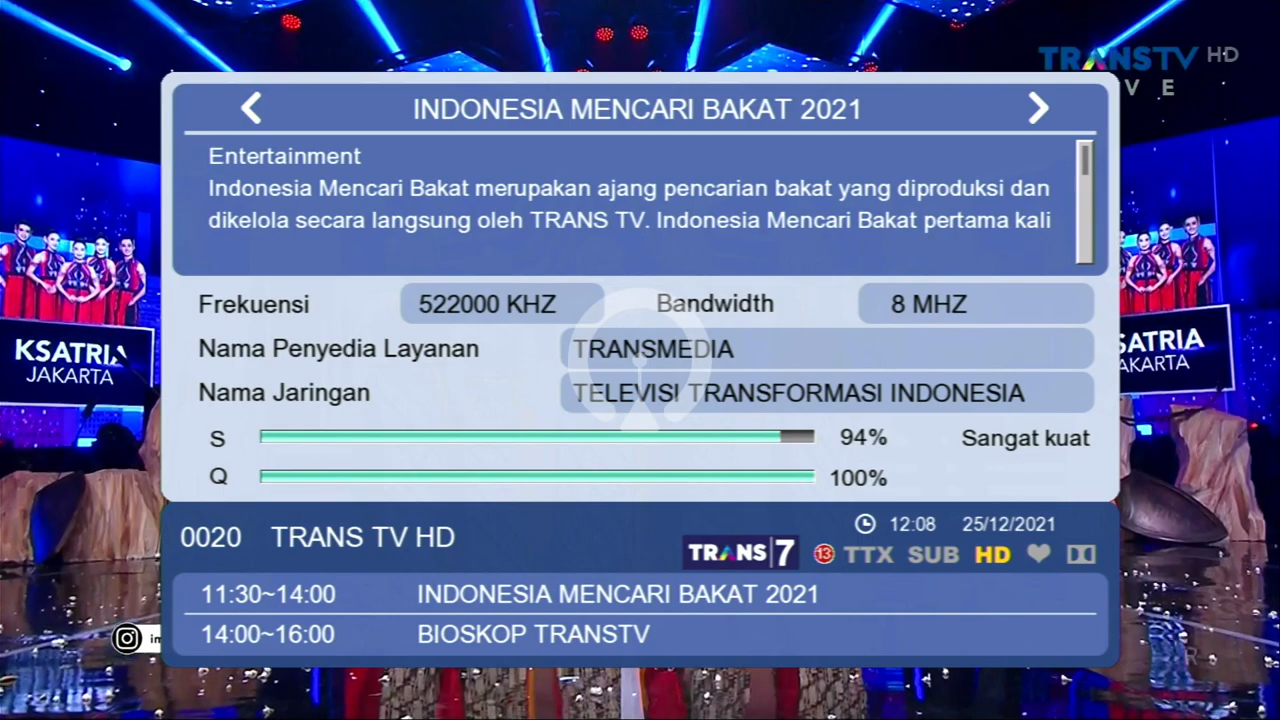 TRANSTV HD
V E
INDONESIA MENCARI BAKAT 2021
Entertainment
Indonesia Mencari Bakat merupakan ajang pencarian bakat yang diproduksi dan
dikelola secara langsung oleh TRANS TV. Indonesia Mencari Bakat pertama kali
Frekuensi 522000 KHZ Bandwidth 8 MHZ
Nama Penyedia Layanan TRANSMEDIA
Nama Jaringan TELEVISI TRANSFORMASI INDONESIA
S 94% Sangat kuat
Q 100%
KSATRIA
JAKARTA
SATRIA
AKARTA
0020 TRANS TV HD
12:08 25/12/2021
TRANS|7 13 TTX SUB HD
11:30~14:00 INDONESIA MENCARI BAKAT 2021
14:00~16:00 BIOSKOP TRANSTV